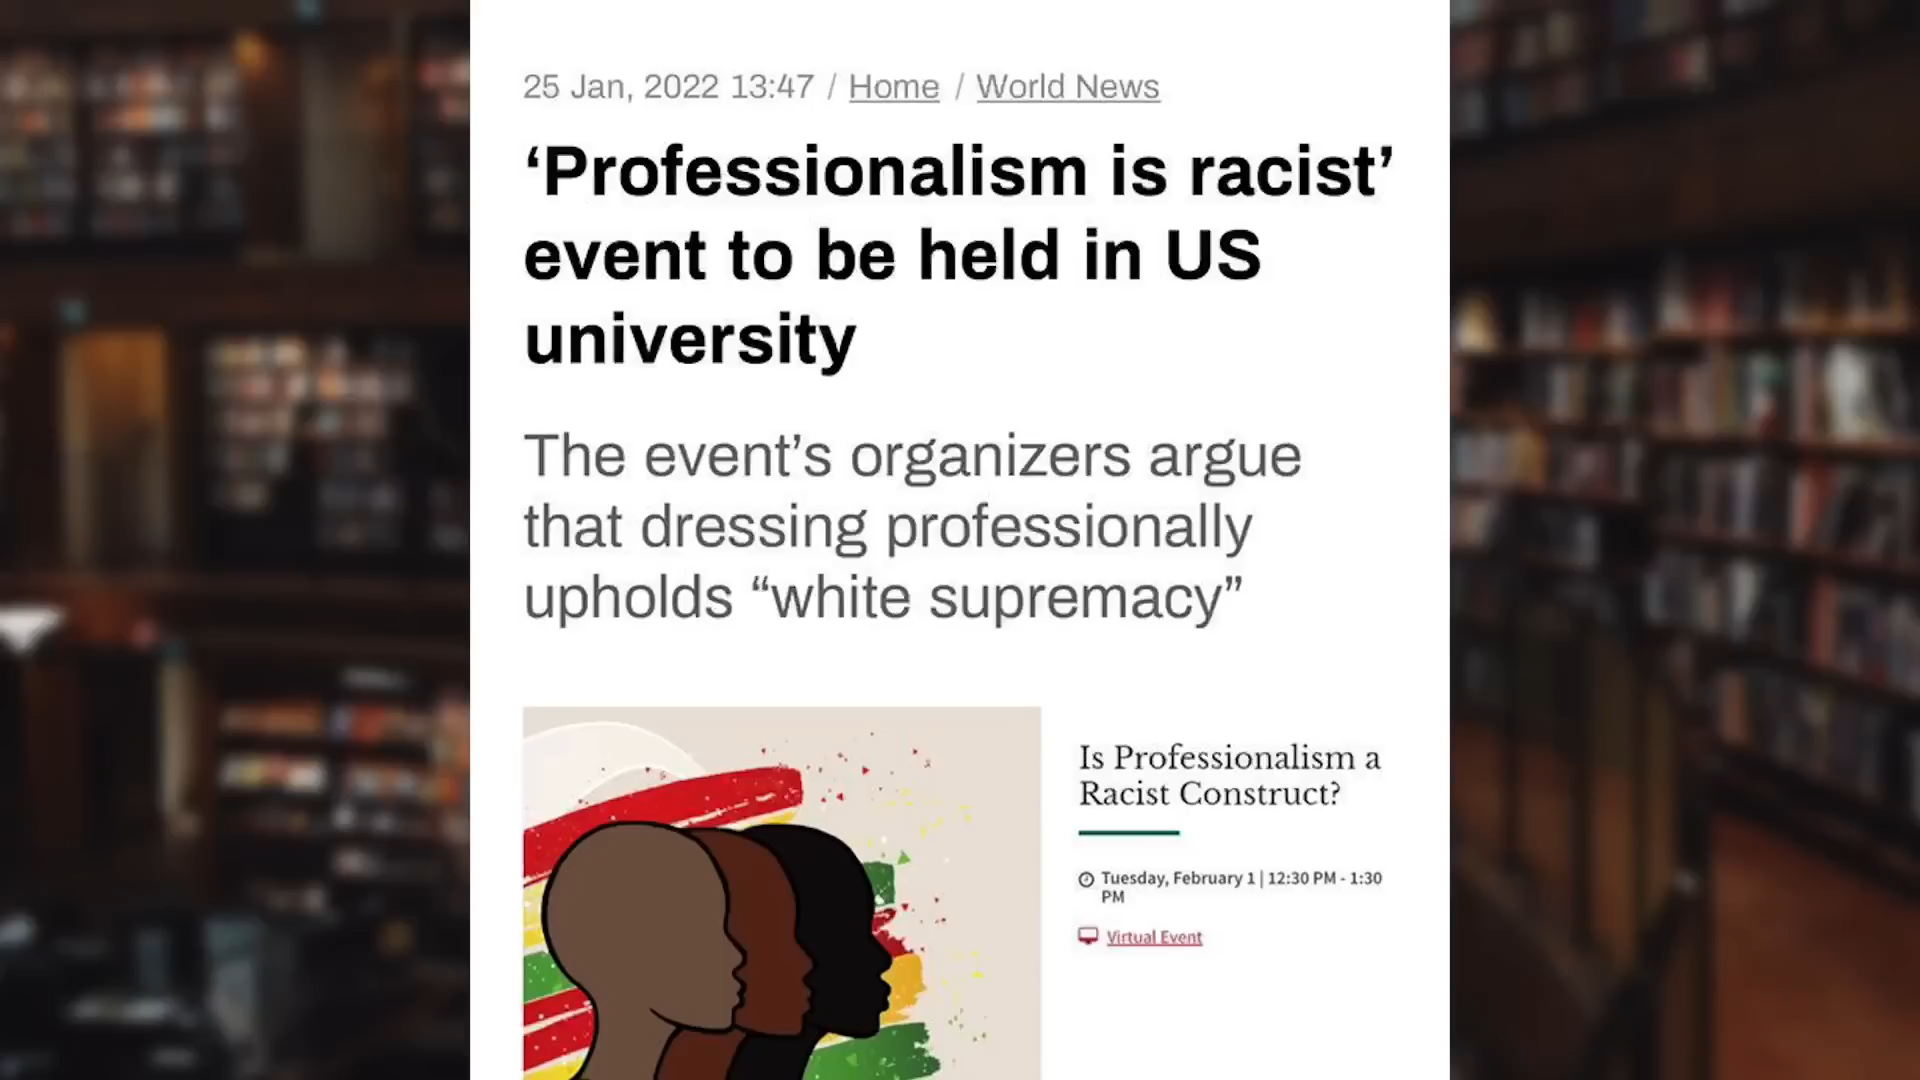 25 Jan, 2022 13:47 / Home / World News
‘Professionalism is racist’
event to be held in US
university
The event’s organizers argue
that dressing professionally
upholds “white supremacy”
Is Professionalism a
Racist Construct?
Tuesday, February 1 | 12:30 PM - 1:30
PM
Virtual Event